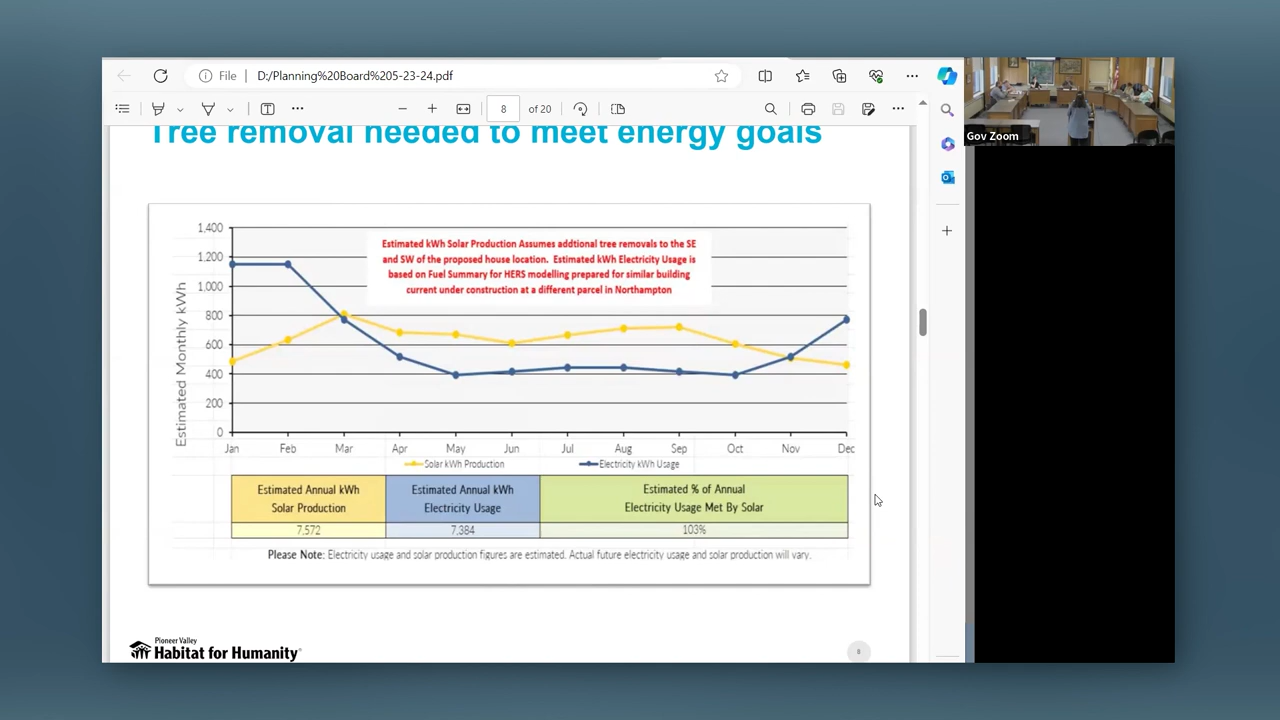 File
D:/Planning%20Board%205-23-24.pdf
8 of 20
Gov Zoom
Tree removal needed to meet energy goals
Estimated kWh Solar Production Assumes addtional tree removals to the SE
and SW of the proposed house location. Estimated kWh Electricity Usage is
based on Fuel Summary for HERS modelling prepared for similar building
current under construction at a different parcel in Northampton
Estimated Monthly kWh
1,400
1.200
1,000
800
600
400
200
0
Jan Feb Mar Apr May Jun Jul Aug Sep Oct Nov Dec
Solar kWh Production Electricity kWh Usage
Estimated Annual kWh
Solar Production
Estimated Annual kWh
Electricity Usage
Estimated % of Annual
Electricity Usage Met By Solar
7,572 7,384 103%
Please Note: Electricity usage and solar production figures are estimated. Actual future electricity usage and solar production will vary.
Pioneer Valley
Habitat for Humanity
8